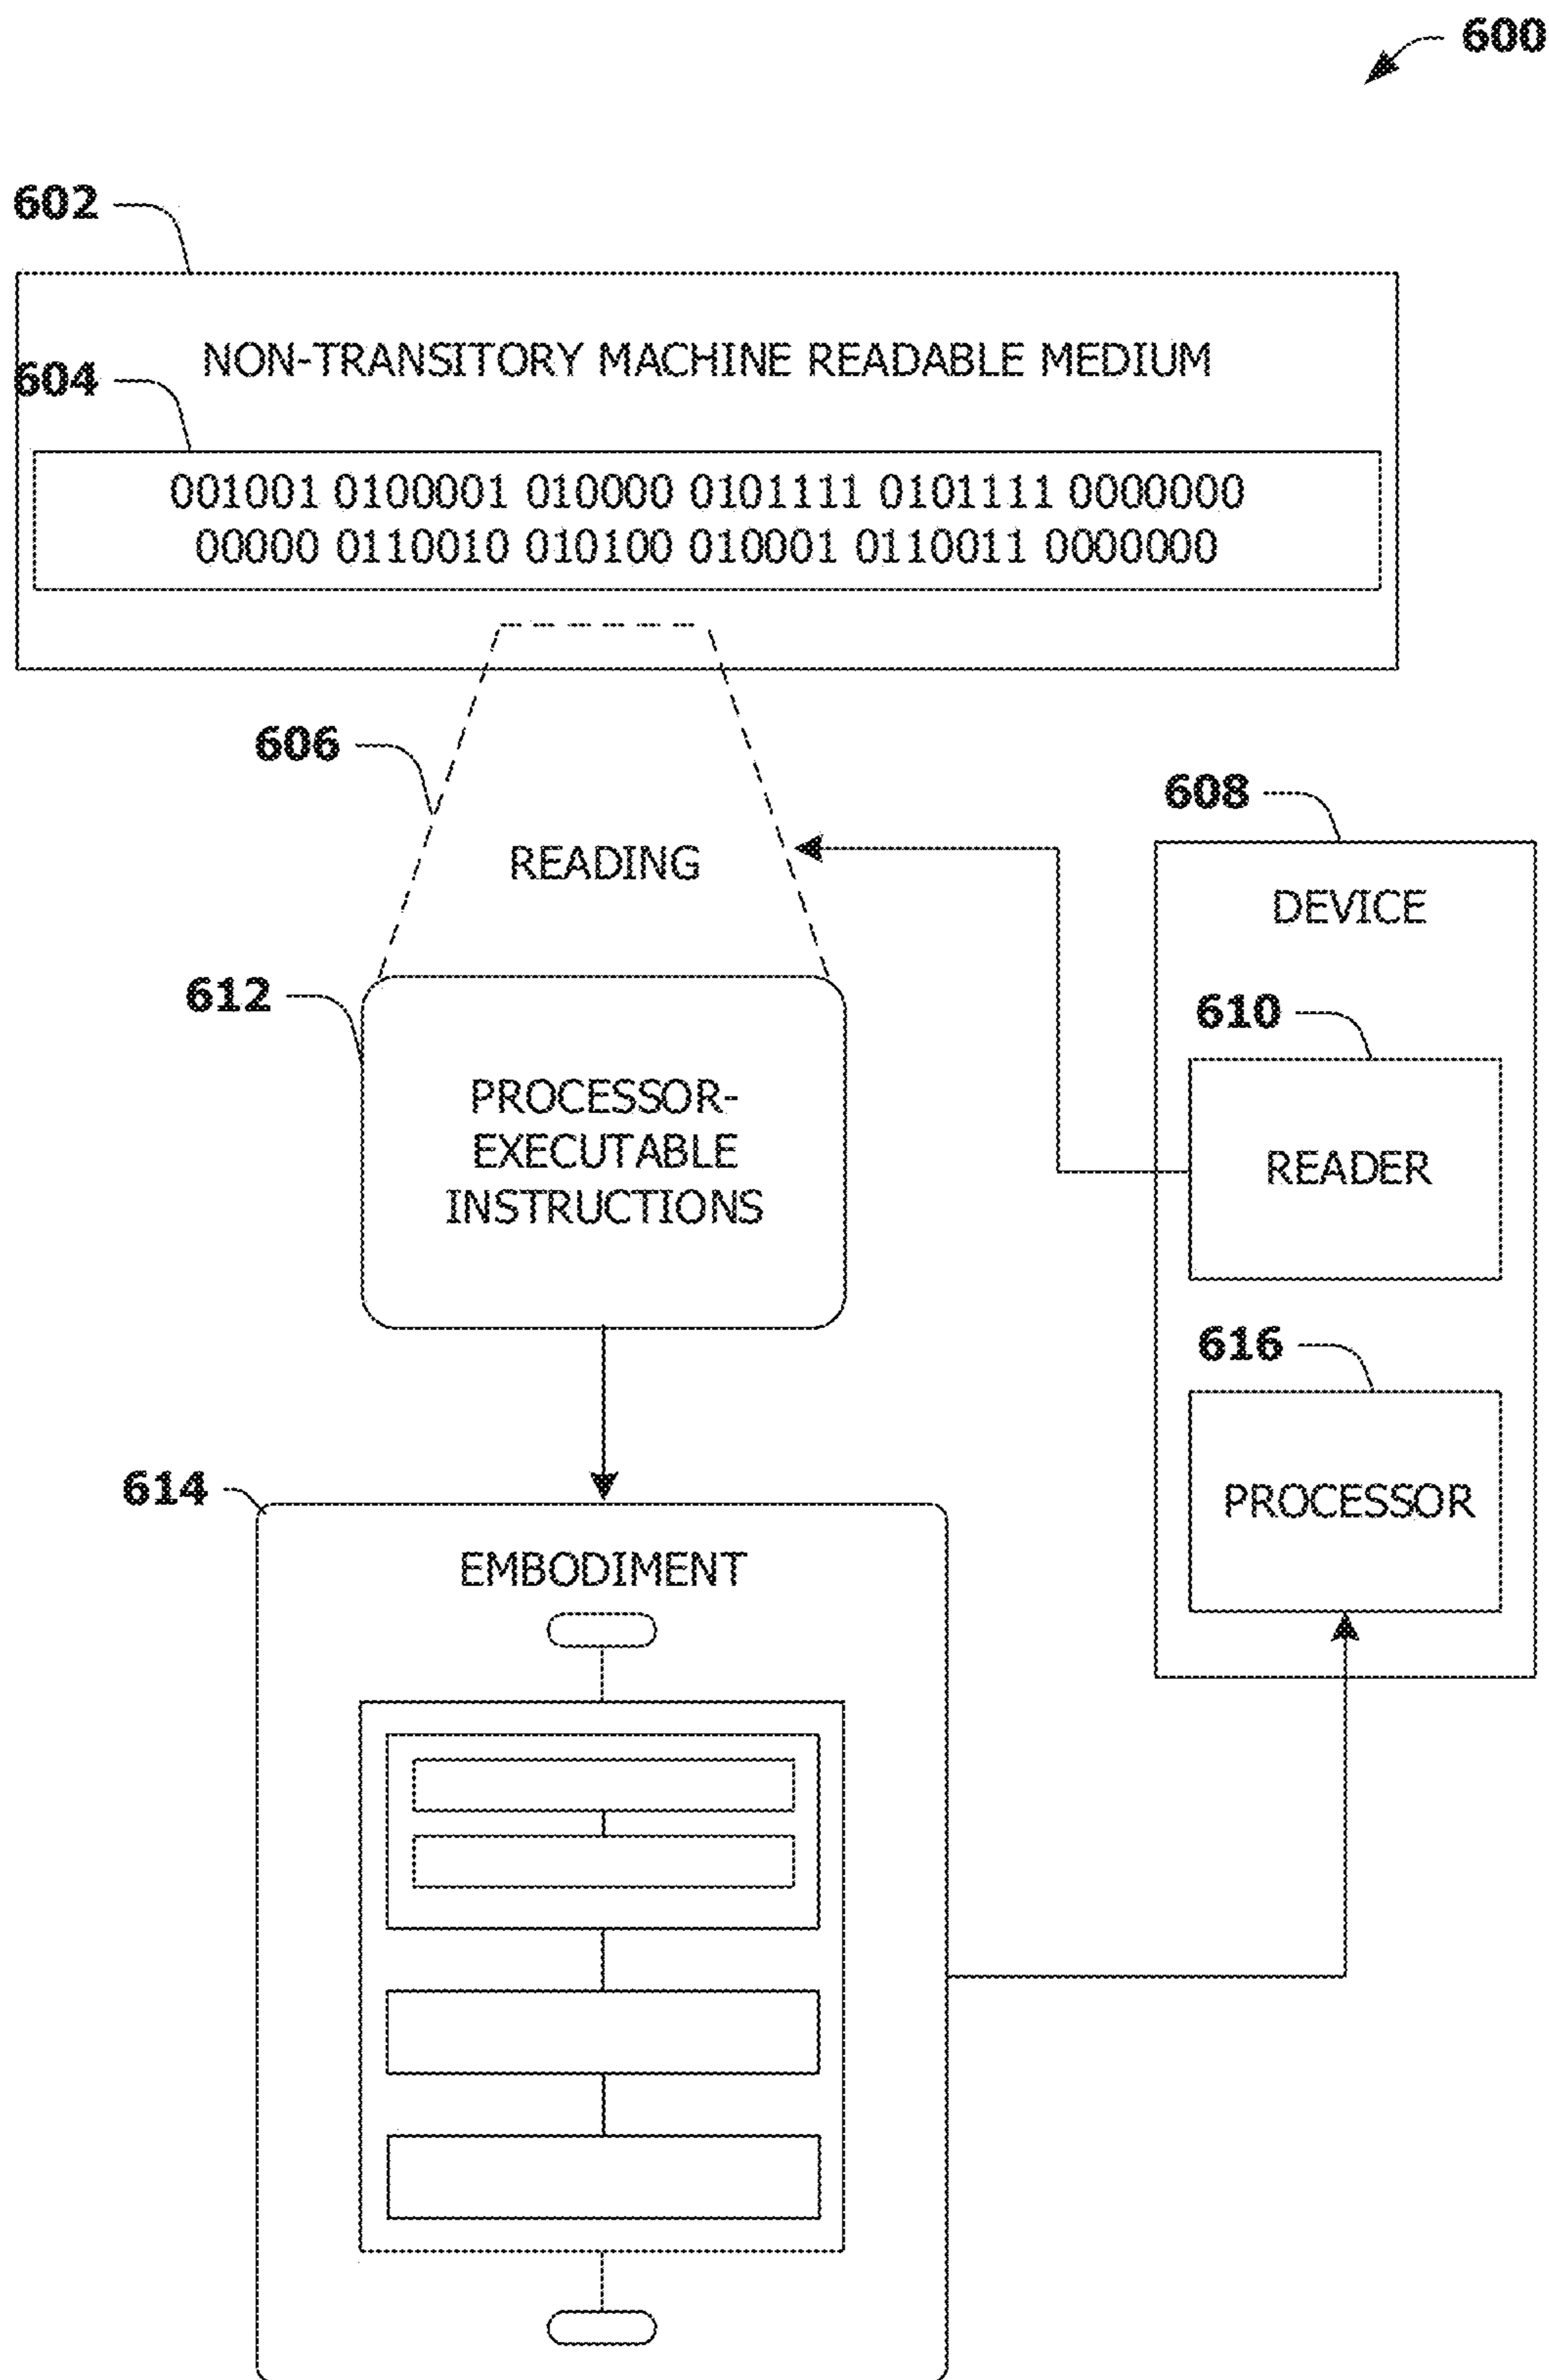 600
602
NON-TRANSITORY MACHINE READABLE MEDIUM
604
001001 0100001 010000 0101111 0101111 0000000
00000 0110010 010100 010001 0110011 0000000
606
READING
608
DEVICE
610
READER
612
PROCESSOR-
EXECUTABLE
INSTRUCTIONS
616
PROCESSOR
614
EMBODIMENT